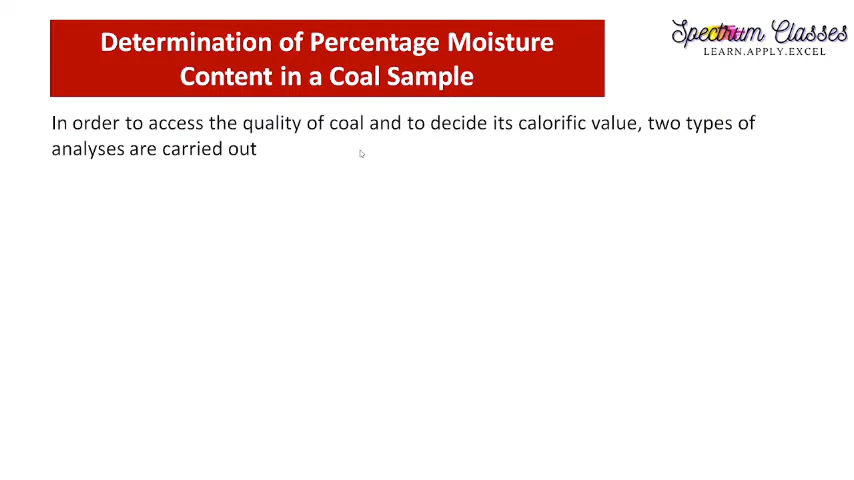 Determination of Percentage Moisture
Content in a Coal Sample
Spectrum Classes
LEARN.APPLY.EXCEL
In order to access the quality of coal and to decide its calorific value, two types of
analyses are carried out